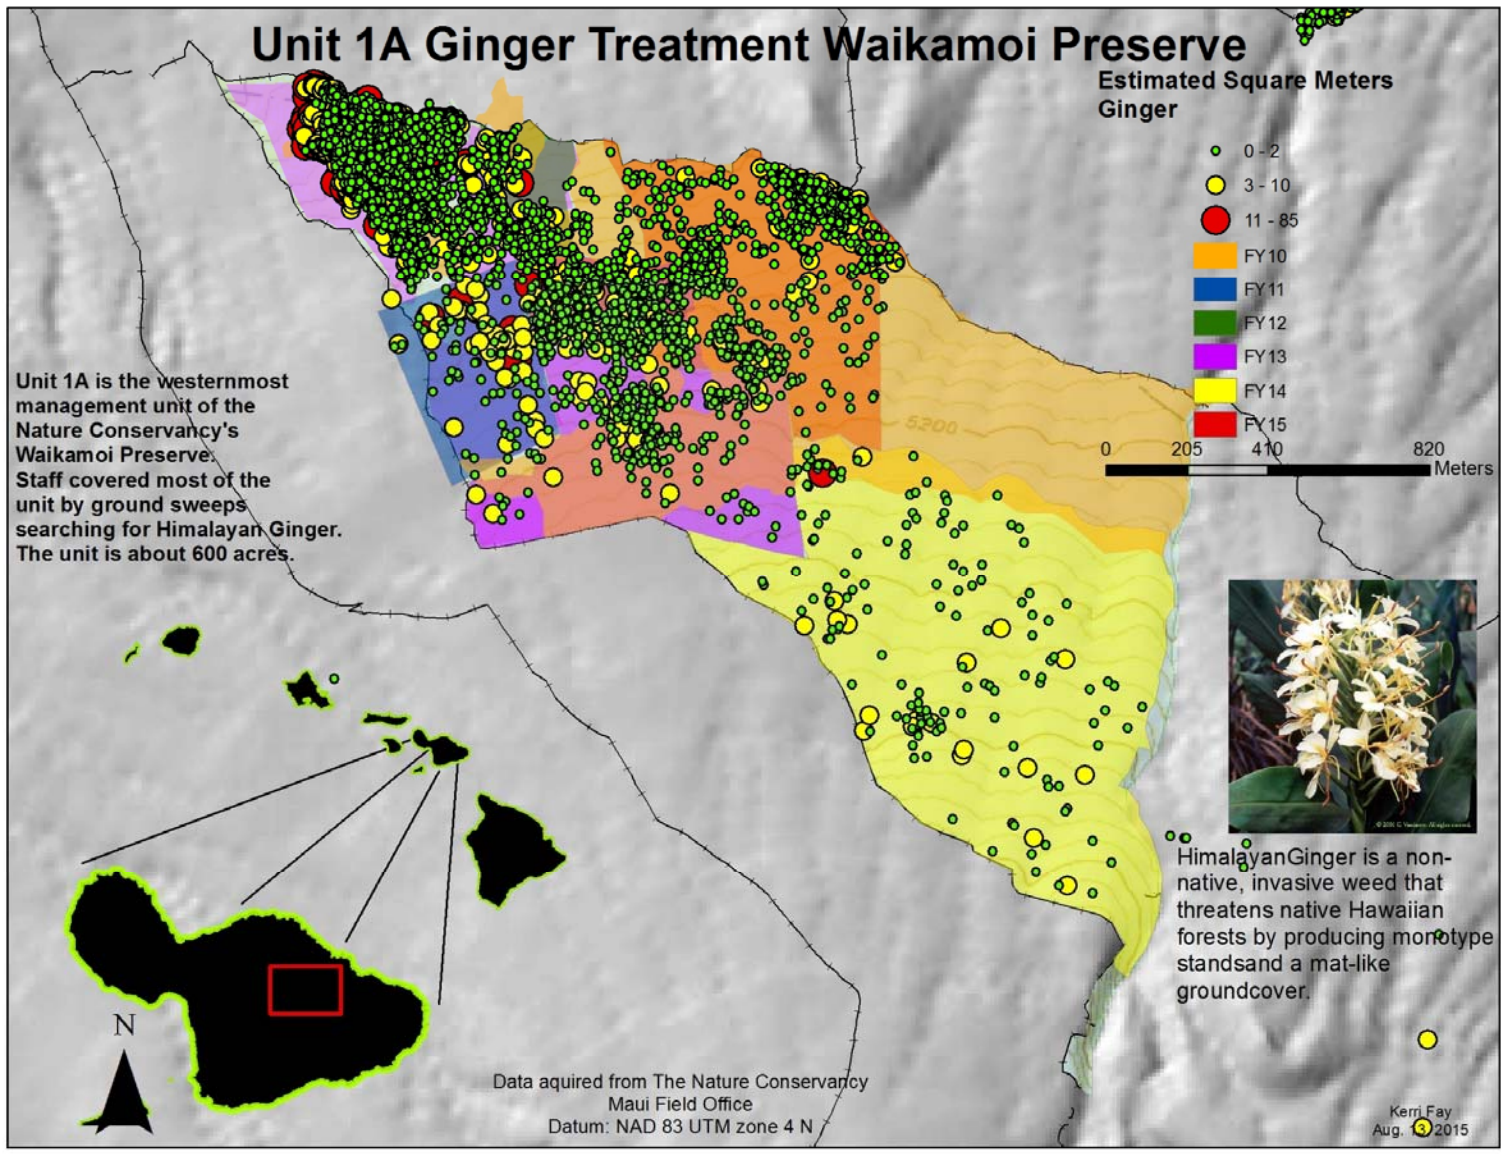 Unit 1A Ginger Treatment Waikamoi Preserve
Estimated Square Meters
Ginger
0 - 2
3 - 10
11 - 85
FY10
FY11
FY12
FY13
FY14
FY15
0 205 410 820
Meters
5200
Unit 1A is the westernmost
management unit of the
Nature Conservancy's
Waikamoi Preserve.
Staff covered most of the
unit by ground sweeps
searching for Himalayan Ginger.
The unit is about 600 acres.
HimalayanGinger is a non-
native, invasive weed that
threatens native Hawaiian
forests by producing monotype
standsand a mat-like
groundcover.
N
Data aquired from The Nature Conservancy
Maui Field Office
Datum: NAD 83 UTM zone 4 N
Kerri Fay
Aug. 13, 2015